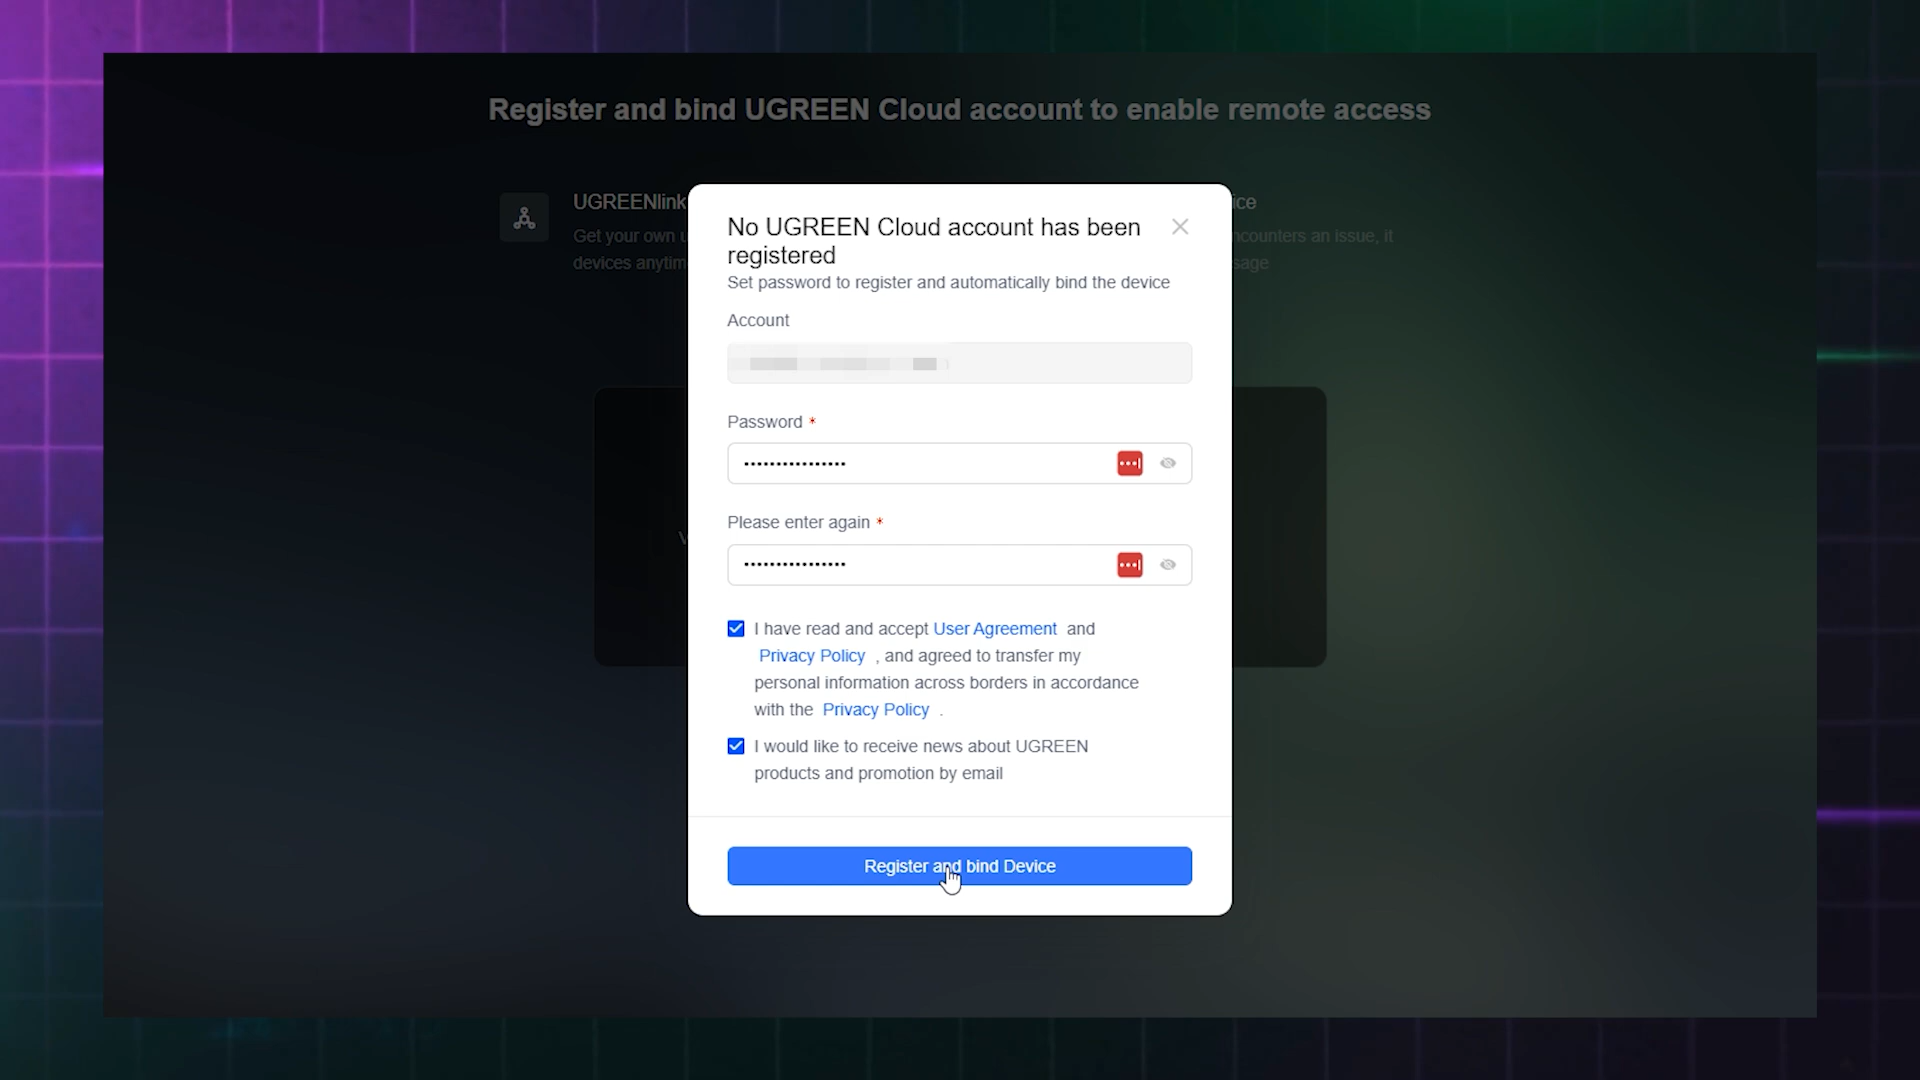 Register and bind UGREEN Cloud account to enable remote access
UGREENlink
Get your own
devices
encounters an issue, it
No UGREEN Cloud account has been
registered
Set password to register and automatically bind the device
Account
Password *
Please enter again *
I have read and accept User Agreement and
Privacy Policy , and agreed to transfer my
personal information across borders in accordance
with the Privacy Policy .
I would like to receive news about UGREEN
products and promotion by email
Register and bind Device